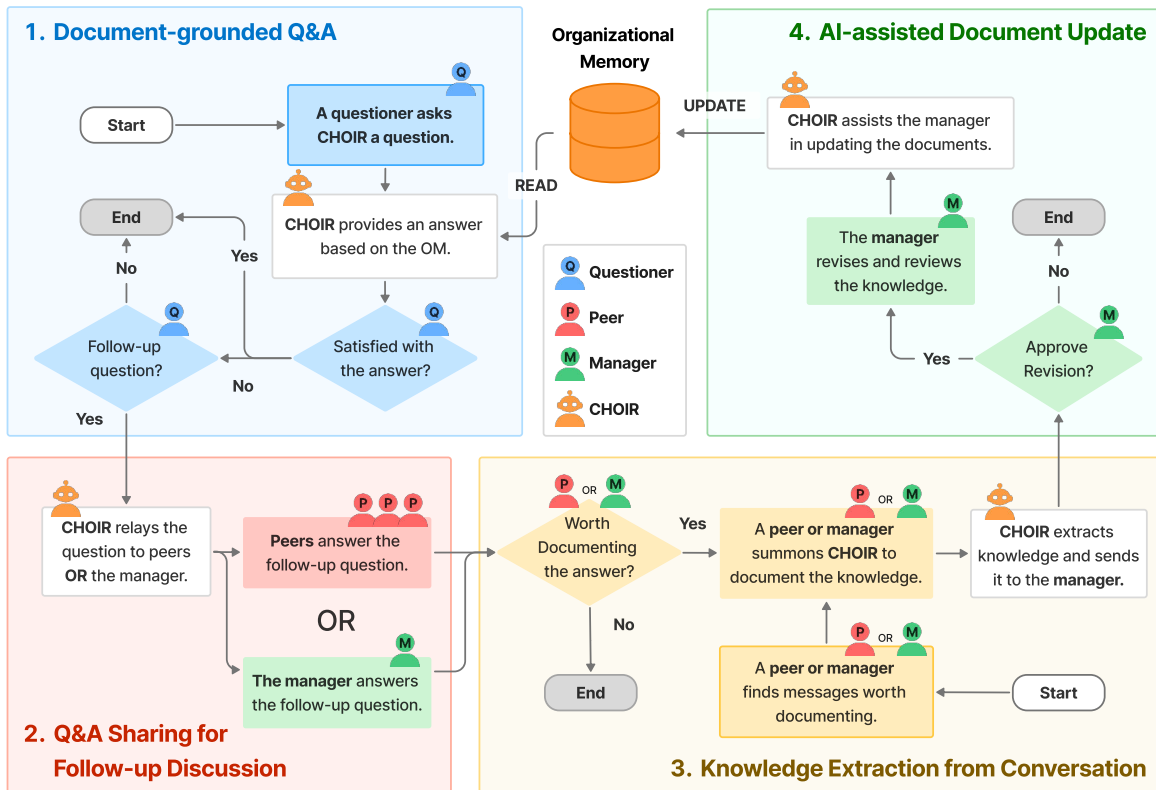 1. Document-grounded Q&A
Q
Start
A questioner asks
CHOIR a question.
CHOIR provides an answer
based on the OM.
End
Yes
No
Q
Follow-up
question?
Q
Satisfied with
the answer?
No
Yes
Organizational
Memory
READ
UPDATE
Q Questioner
P Peer
M Manager
CHOIR
4. AI-assisted Document Update
CHOIR assists the manager
in updating the documents.
M
The manager
revises and reviews
the knowledge.
End
No
M
Approve
Revision?
Yes
CHOIR relays the
question to peers
OR the manager.
P P P
Peers answer the
follow-up question.
OR
M
The manager answers
the follow-up question.
2. Q&A Sharing for
Follow-up Discussion
P OR M
Worth
Documenting
the answer?
Yes
No
End
P OR M
A peer or manager
summons CHOIR to
document the knowledge.
CHOIR extracts
knowledge and sends
it to the manager.
P OR M
A peer or manager
finds messages worth
documenting.
Start
3. Knowledge Extraction from Conversation